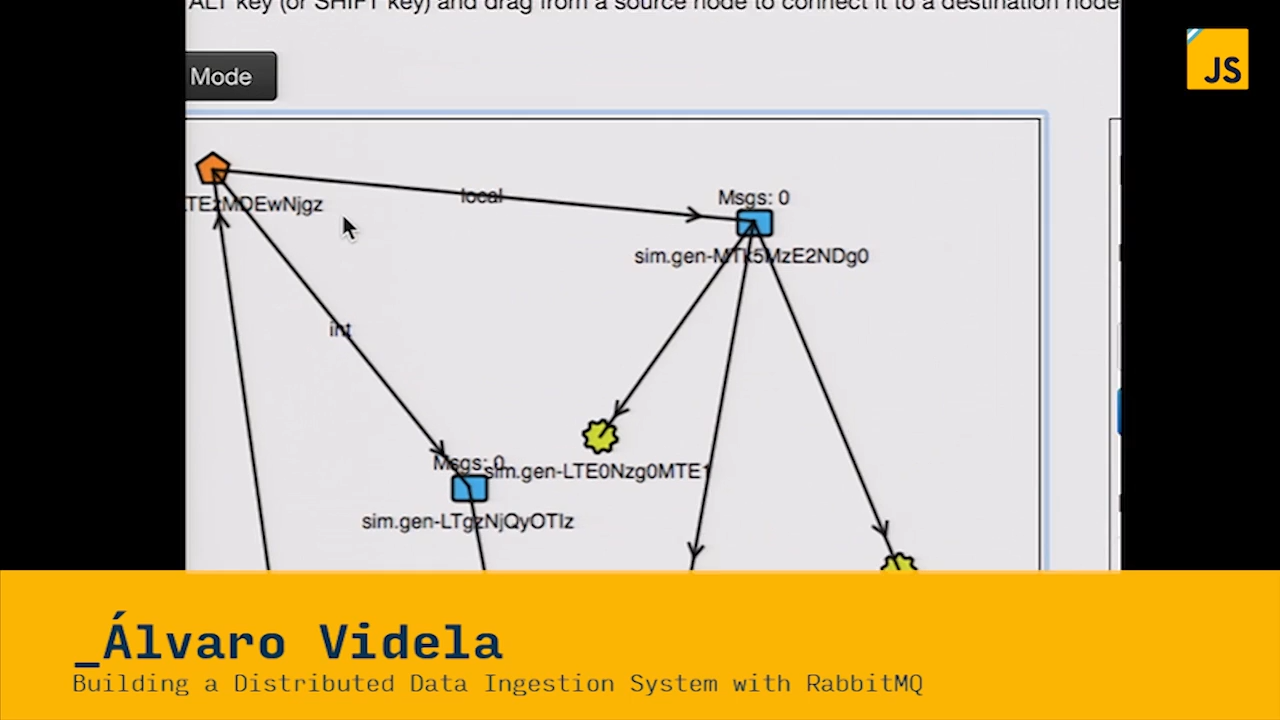 ALT key (or SHIFT key) and drag from a source node to connect it to a destination node
JS
Mode
local
Msgs: 0
LTEzMDEwNjgz
sim.gen-MTk5MzE2NDg0
int
Msgs: 0
sim.gen-LTE0Nzg0MTE1
sim.gen-LTgzNjQyOTIz
_Álvaro Videla
Building a Distributed Data Ingestion System with RabbitMQ